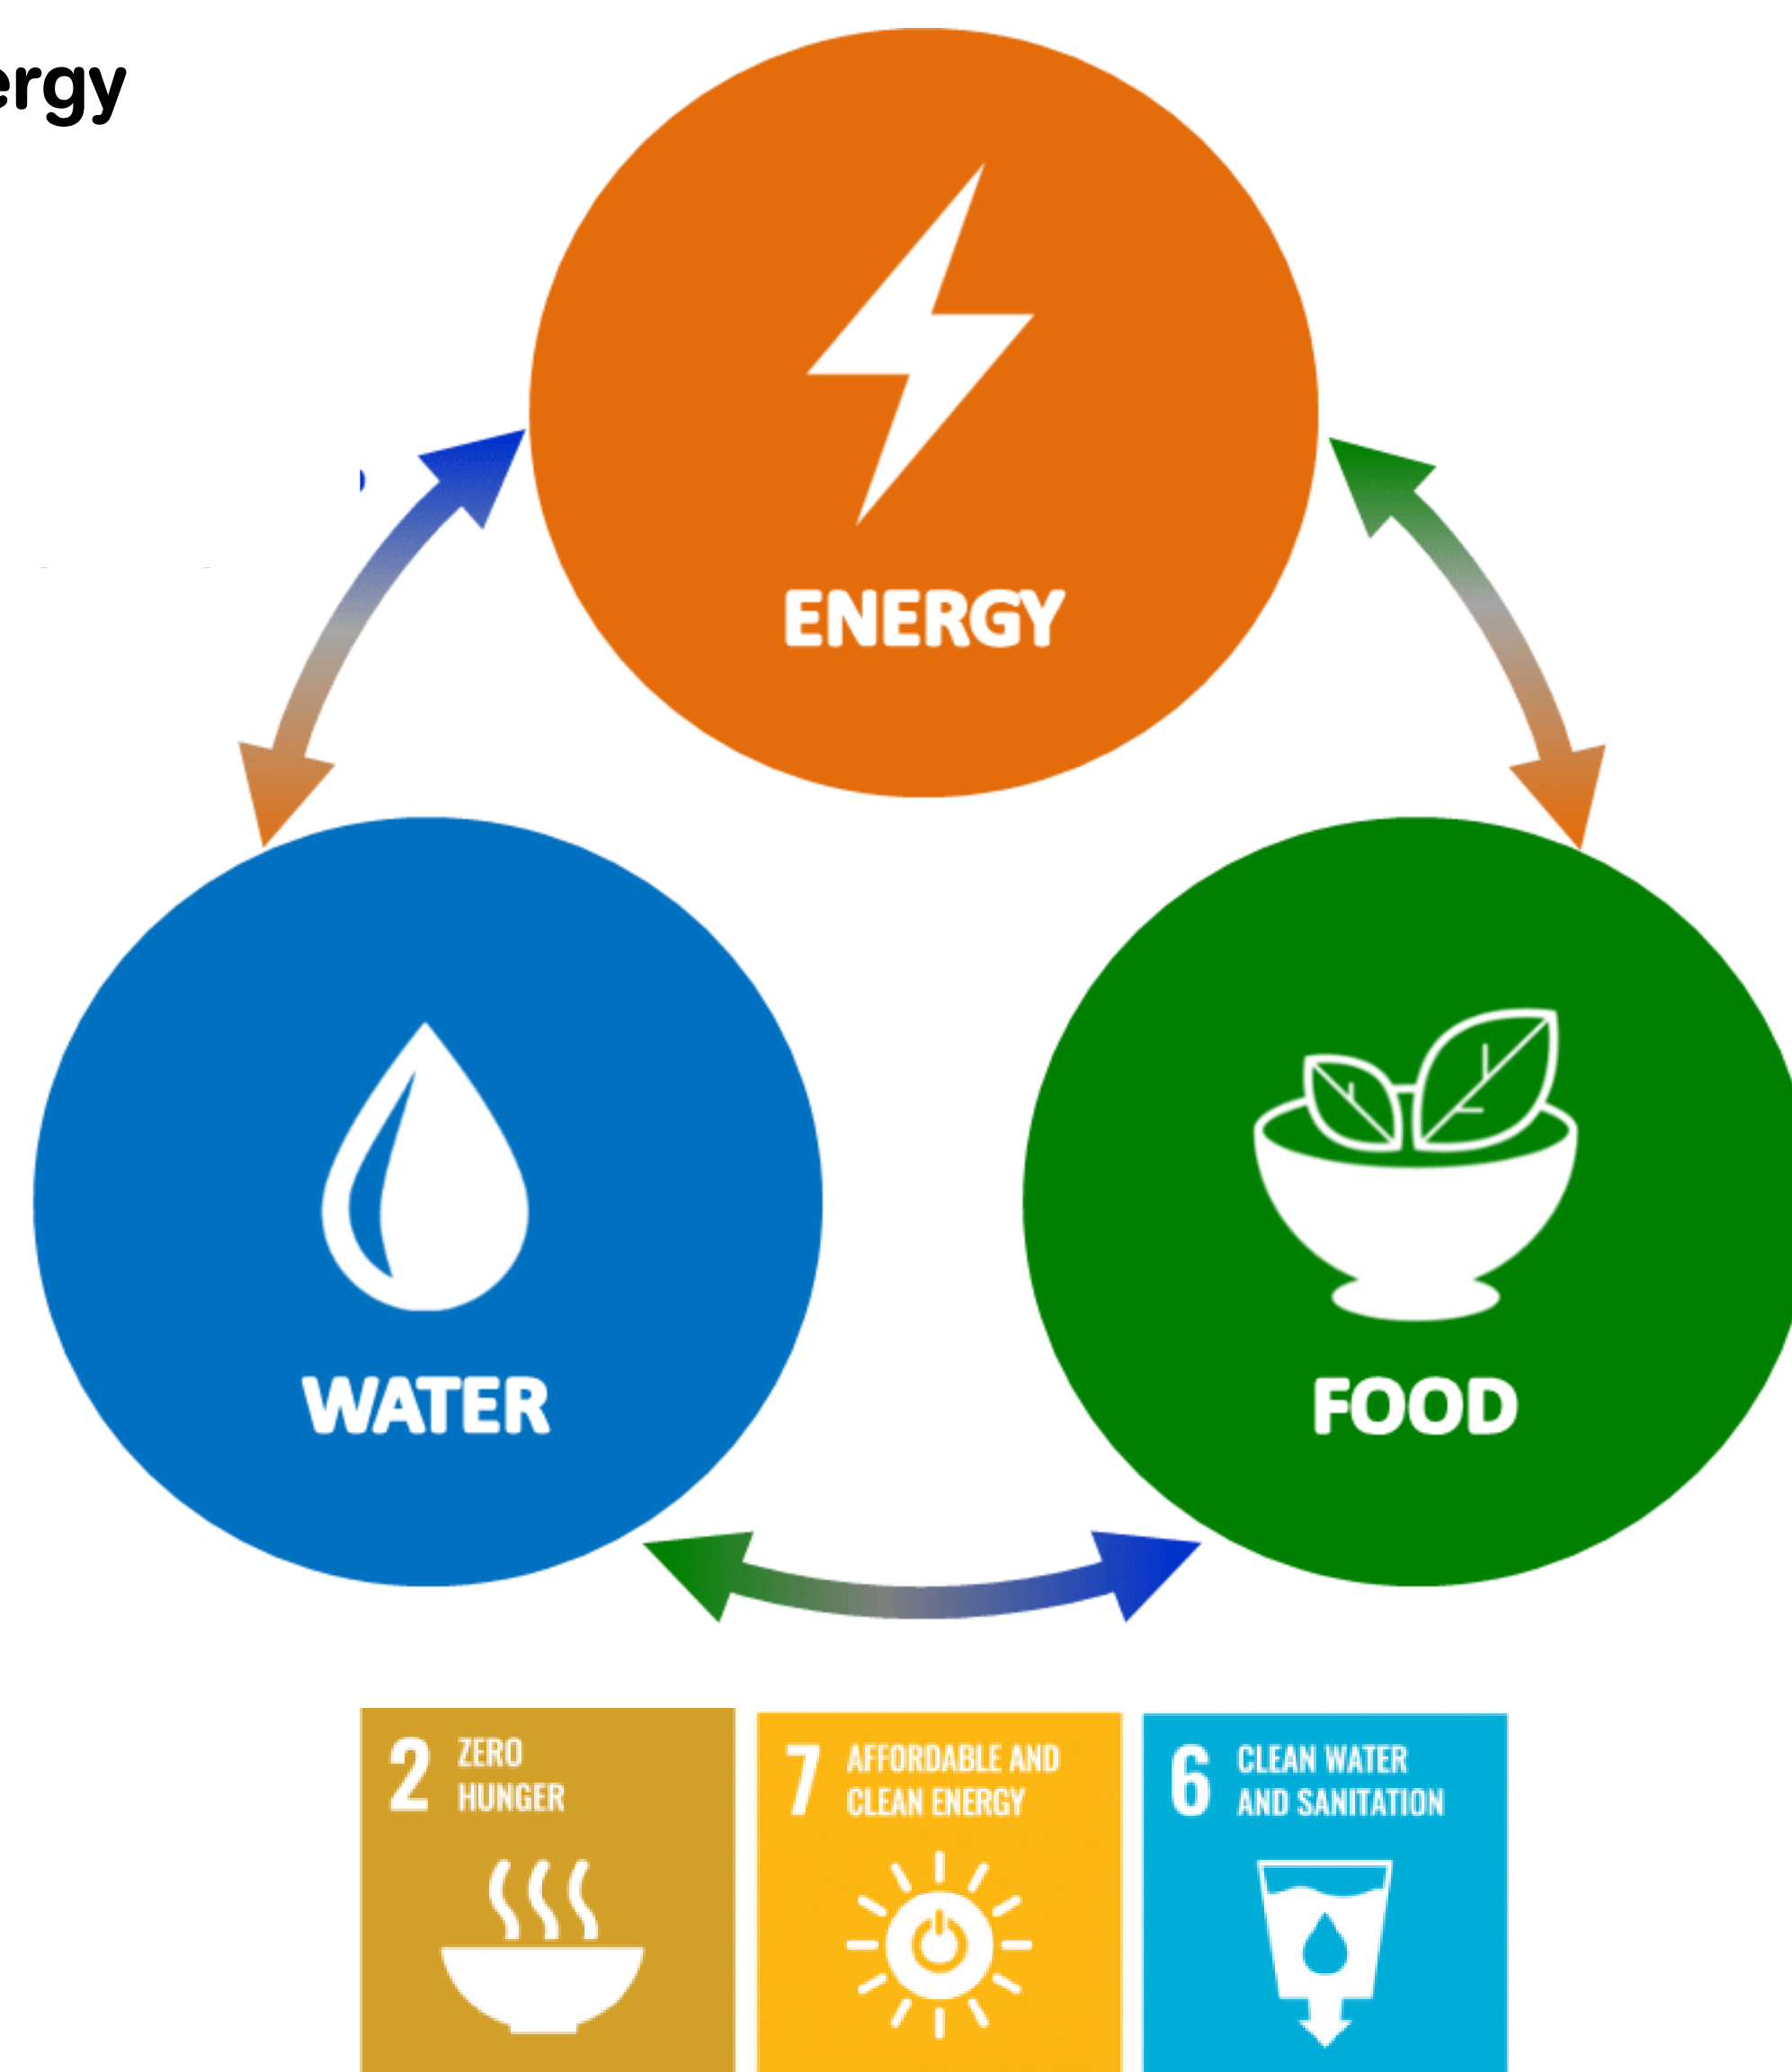 ergy
ENERGY
WATER
FOOD
2 ZERO
HUNGER
7 AFFORDABLE AND
CLEAN ENERGY
6 CLEAN WATER
AND SANITATION